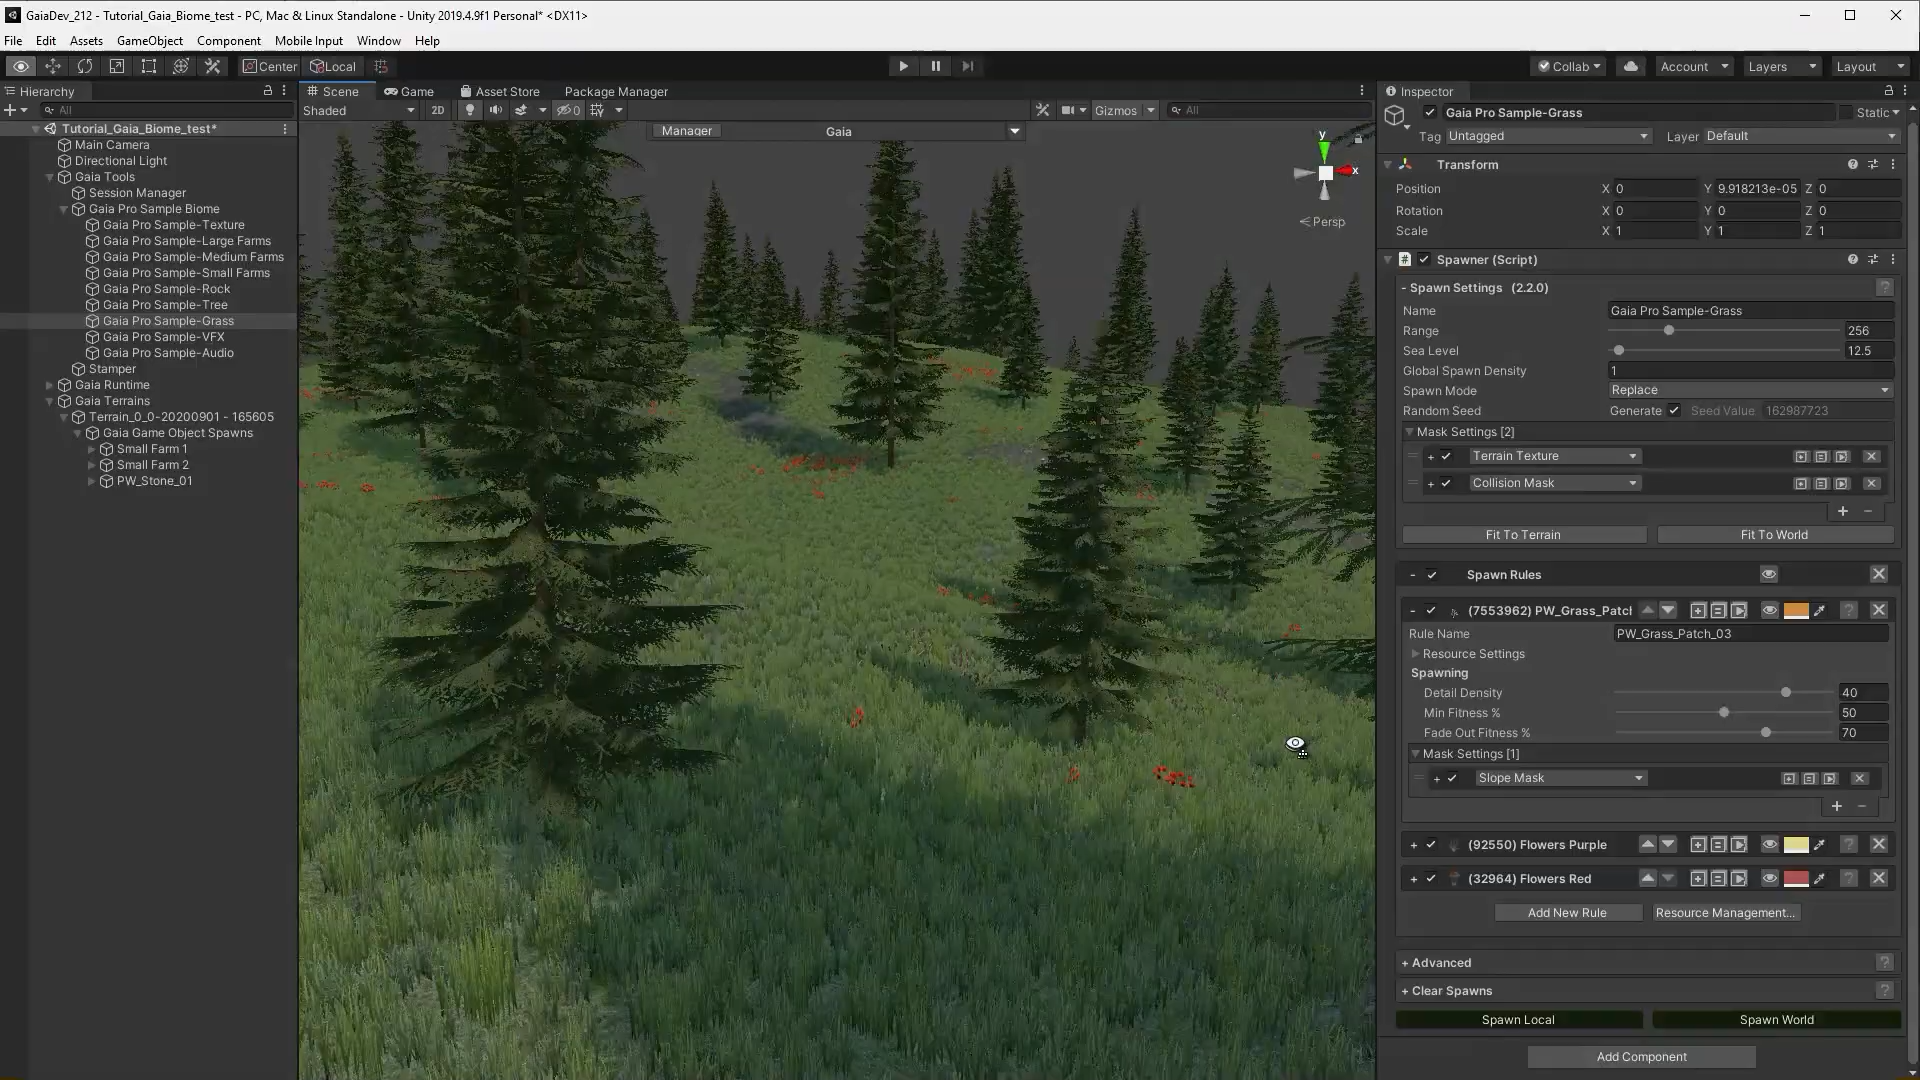 GaiaDev_212 - Tutorial_Gaia_Biome_test - PC, Mac & Linux Standalone - Unity 2019.4.9f1 Personal* <DX11>
File Edit Assets GameObject Component Mobile Input Window Help
Center Local Collab Account Layers Layout
Hierarchy
All
Tutorial_Gaia_Biome_test*
Main Camera
Directional Light
Gaia Tools
Session Manager
Gaia Pro Sample Biome
Gaia Pro Sample-Texture
Gaia Pro Sample-Large Farms
Gaia Pro Sample-Medium Farms
Gaia Pro Sample-Small Farms
Gaia Pro Sample-Rock
Gaia Pro Sample-Tree
Gaia Pro Sample-Grass
Gaia Pro Sample-VFX
Gaia Pro Sample-Audio
Stamper
Gaia Runtime
Gaia Terrains
Terrain_0_0-20200901 - 165605
Gaia Game Object Spawns
Small Farm 1
Small Farm 2
PW_Stone_01
Scene Game Asset Store Package Manager
Shaded 2D 0 Gizmos All
Manager Gaia
y
x
Persp
Inspector
Gaia Pro Sample-Grass Static
Tag Untagged Layer Default
Transform
Position X 0 Y 9.918213e-05 Z 0
Rotation X 0 Y 0 Z 0
Scale X 1 Y 1 Z 1
# Spawner (Script)
- Spawn Settings (2.2.0) ?
Name Gaia Pro Sample-Grass
Range 256
Sea Level 12.5
Global Spawn Density 1
Spawn Mode Replace
Random Seed Generate Seed Value 162987723
Mask Settings [2]
+ Terrain Texture
+ Collision Mask
+ -
Fit To Terrain Fit To World
- Spawn Rules
- (7553962) PW_Grass_Patch ?
Rule Name PW_Grass_Patch_03
Resource Settings
Spawning
Detail Density 40
Min Fitness % 50
Fade Out Fitness % 70
Mask Settings [1]
+ Slope Mask
+ -
+ (92550) Flowers Purple ?
+ (32964) Flowers Red ?
Add New Rule Resource Management...
+ Advanced ?
+ Clear Spawns ?
Spawn Local Spawn World
Add Component